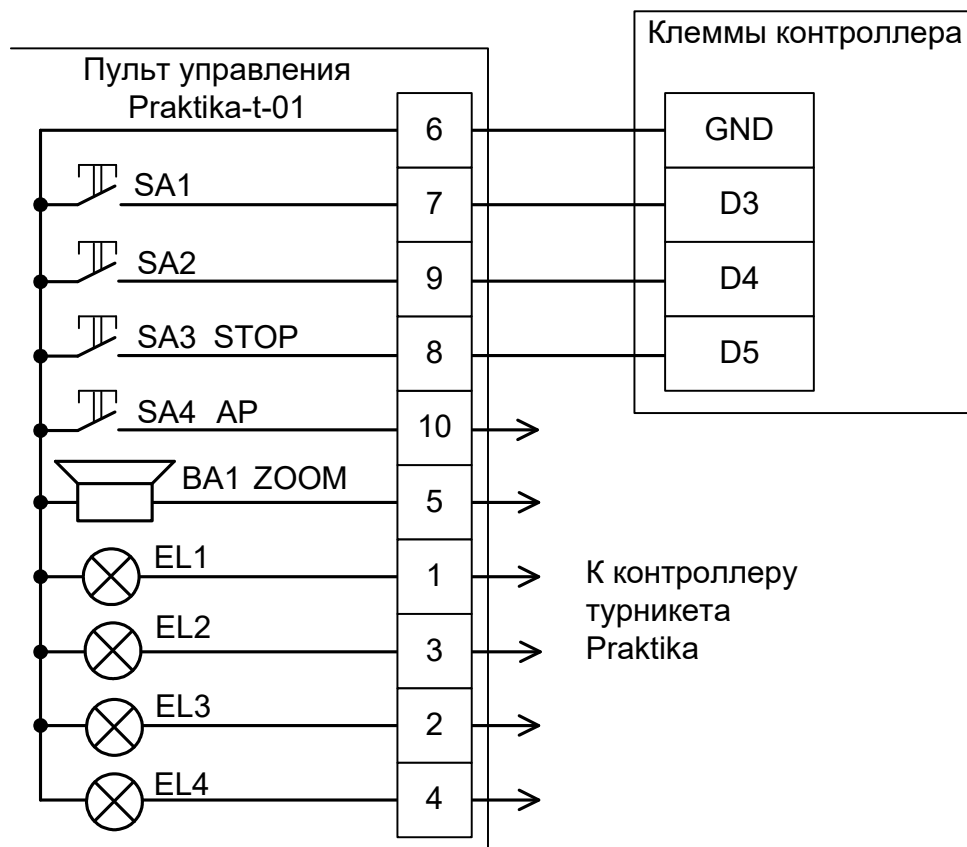 Клеммы контроллера
Пульт управления
Praktika-t-01
6 GND
SA1 7 D3
SA2 9 D4
SA3 STOP 8 D5
SA4 AP 10
BA1 ZOOM 5
EL1 1
EL2 3
EL3 2
EL4 4
К контроллеру
турникета
Praktika